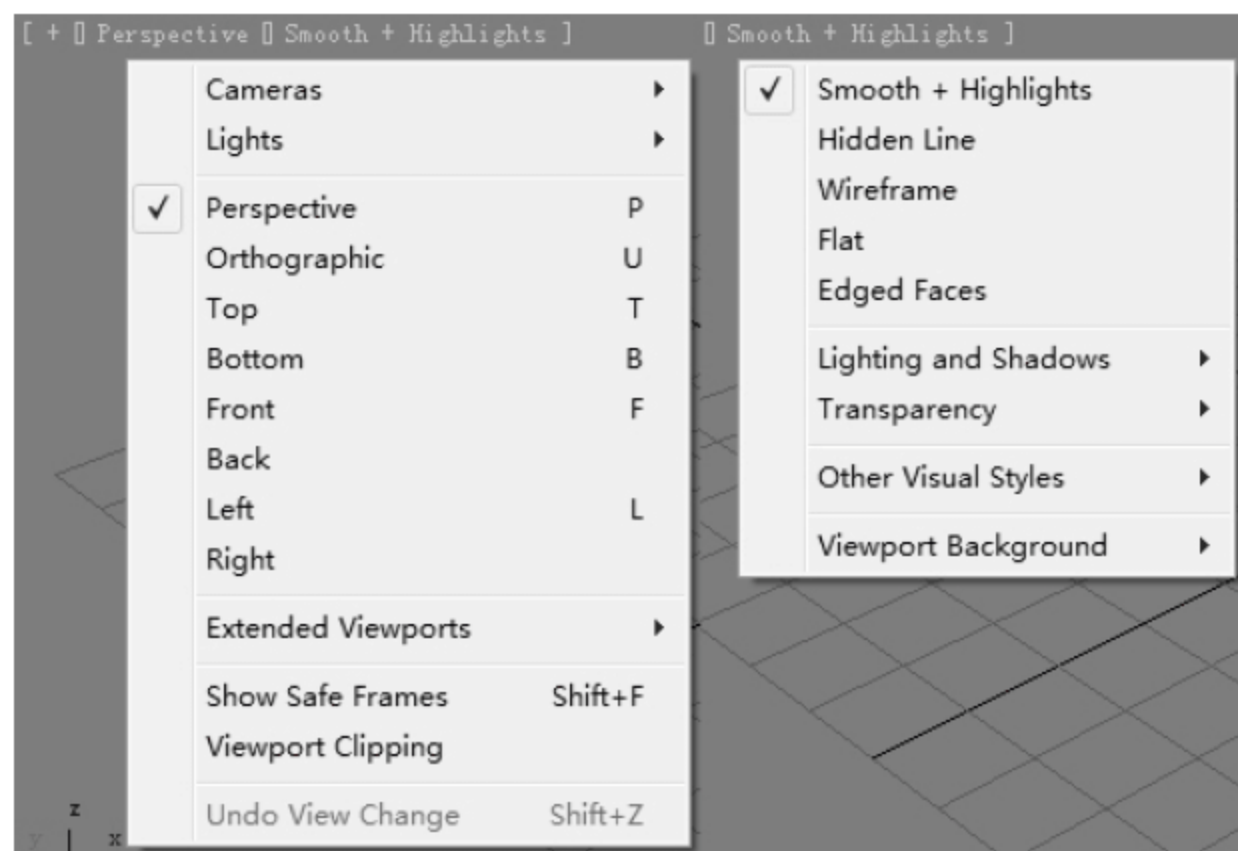 [ + [] Perspective [] Smooth + Highlights ]
Cameras
Lights
Perspective P
Orthographic U
Top T
Bottom B
Front F
Back
Left L
Right
Extended Viewports
Show Safe Frames Shift+F
Viewport Clipping
Undo View Change Shift+Z
z
y x
[] Smooth + Highlights ]
Smooth + Highlights
Hidden Line
Wireframe
Flat
Edged Faces
Lighting and Shadows
Transparency
Other Visual Styles
Viewport Background